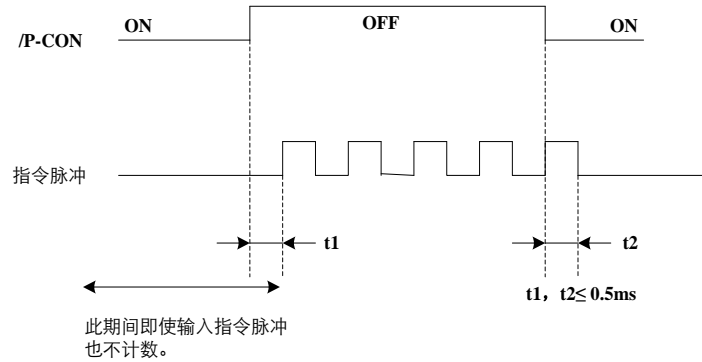 ON OFF ON
/P-CON
指令脉冲
t1 t2
t1，t2≤ 0.5ms
此期间即使输入指令脉冲
也不计数。